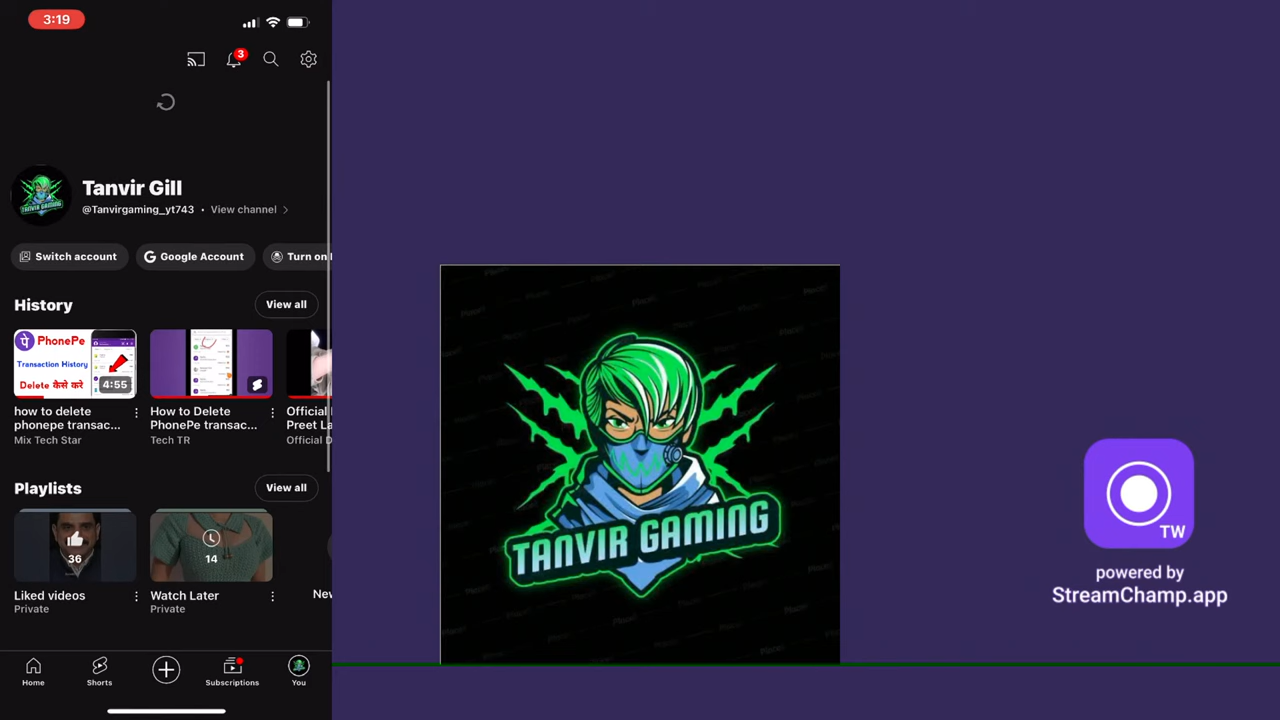 3:19
3
Tanvir Gill
@Tanvirgaming_yt743 • View channel
Switch account
Google Account
Turn on
History
View all
PhonePe
Transaction History
Delete कैसे करे
4:55
how to delete
phonepe transac...
Mix Tech Star
How to Delete
PhonePe transac...
Tech TR
Official
Preet La
Official D
Playlists
View all
36
14
Liked videos
Private
Watch Later
Private
Nev
Home
Shorts
Subscriptions
You
TANVIR GAMING
TW
powered by
StreamChamp.app